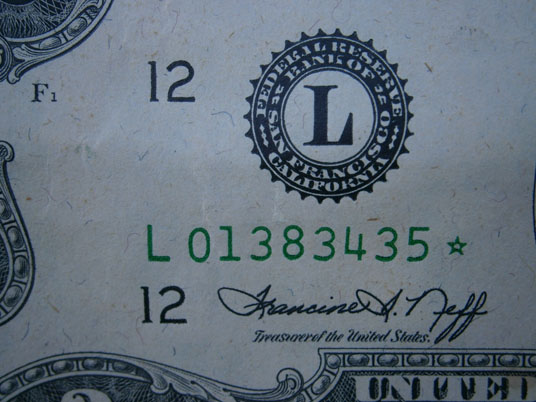 12
F1
FEDERAL RESERVE
BANK OF
SAN FRANCISCO
CALIFORNIA
L
L 01383435 ☆
12
Francine I. Neff
Treasurer of the United States.
UNITED
2